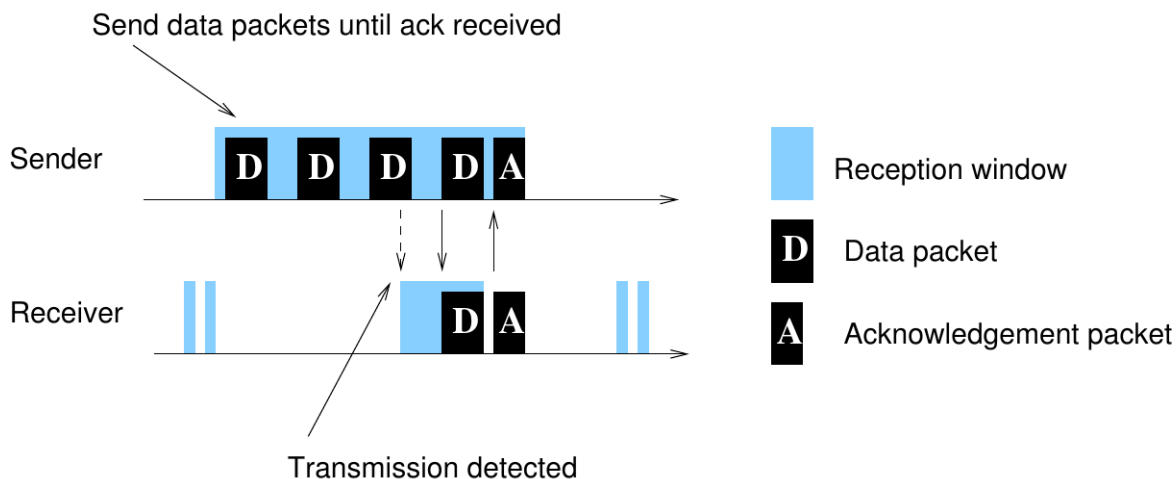 Send data packets until ack received
Sender
D D D D A
Reception window
D
Data packet
Receiver
D A
A
Acknowledgement packet
Transmission detected